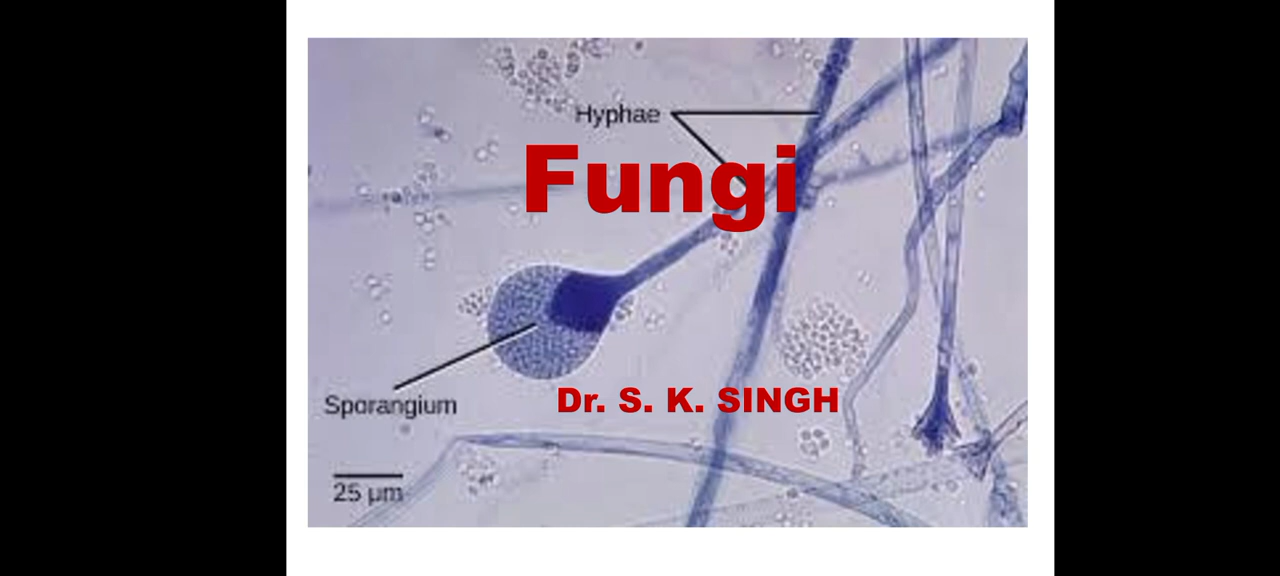 Hyphae
Fungi
Dr. S. K. SINGH
Sporangium
25 µm